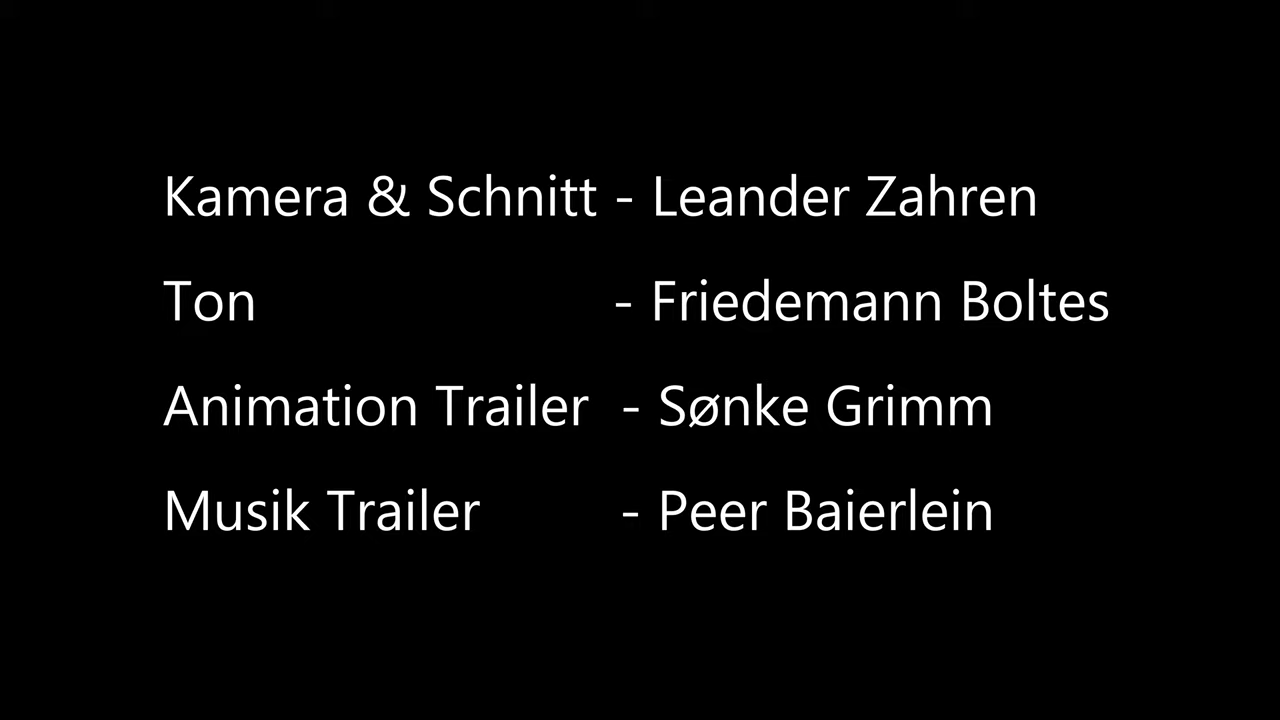 Kamera & Schnitt - Leander Zahren
Ton - Friedemann Boltes
Animation Trailer - Sønke Grimm
Musik Trailer - Peer Baierlein